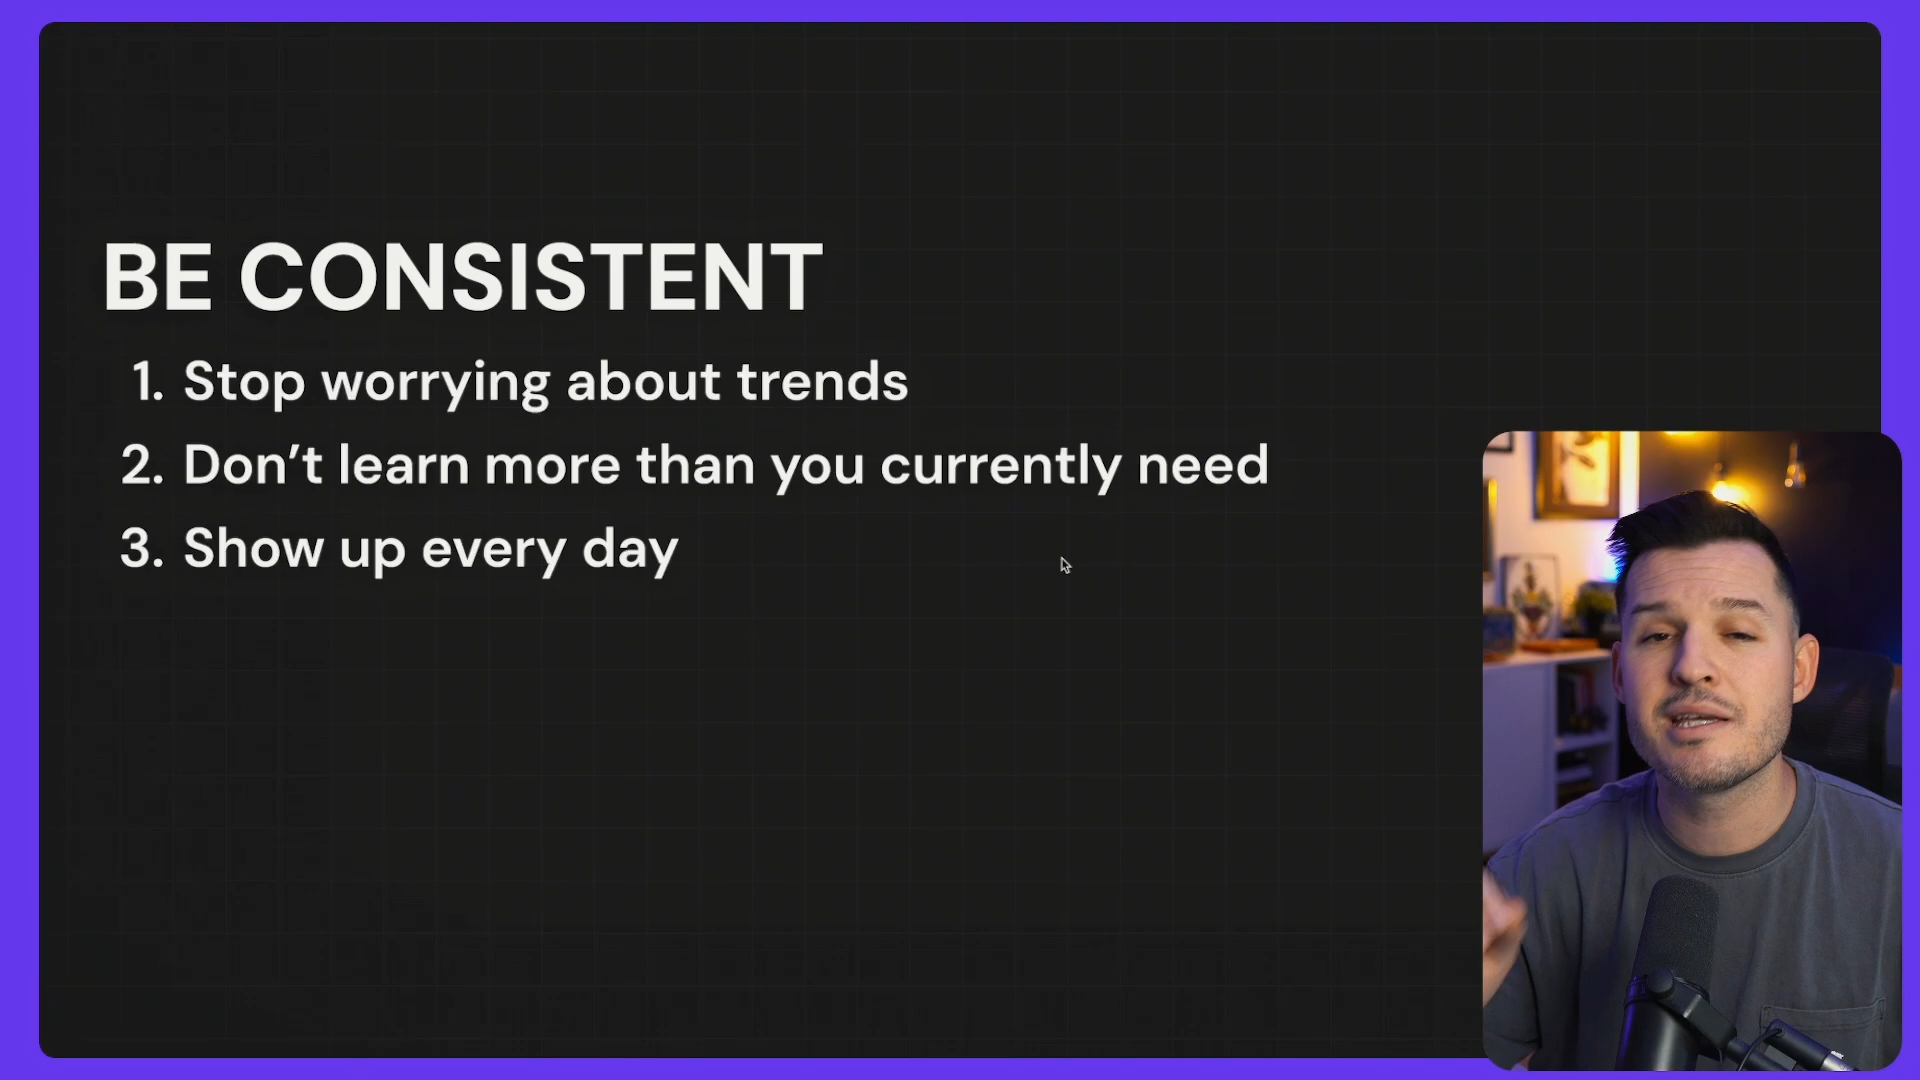 BE CONSISTENT
1. Stop worrying about trends
2. Don’t learn more than you currently need
3. Show up every day